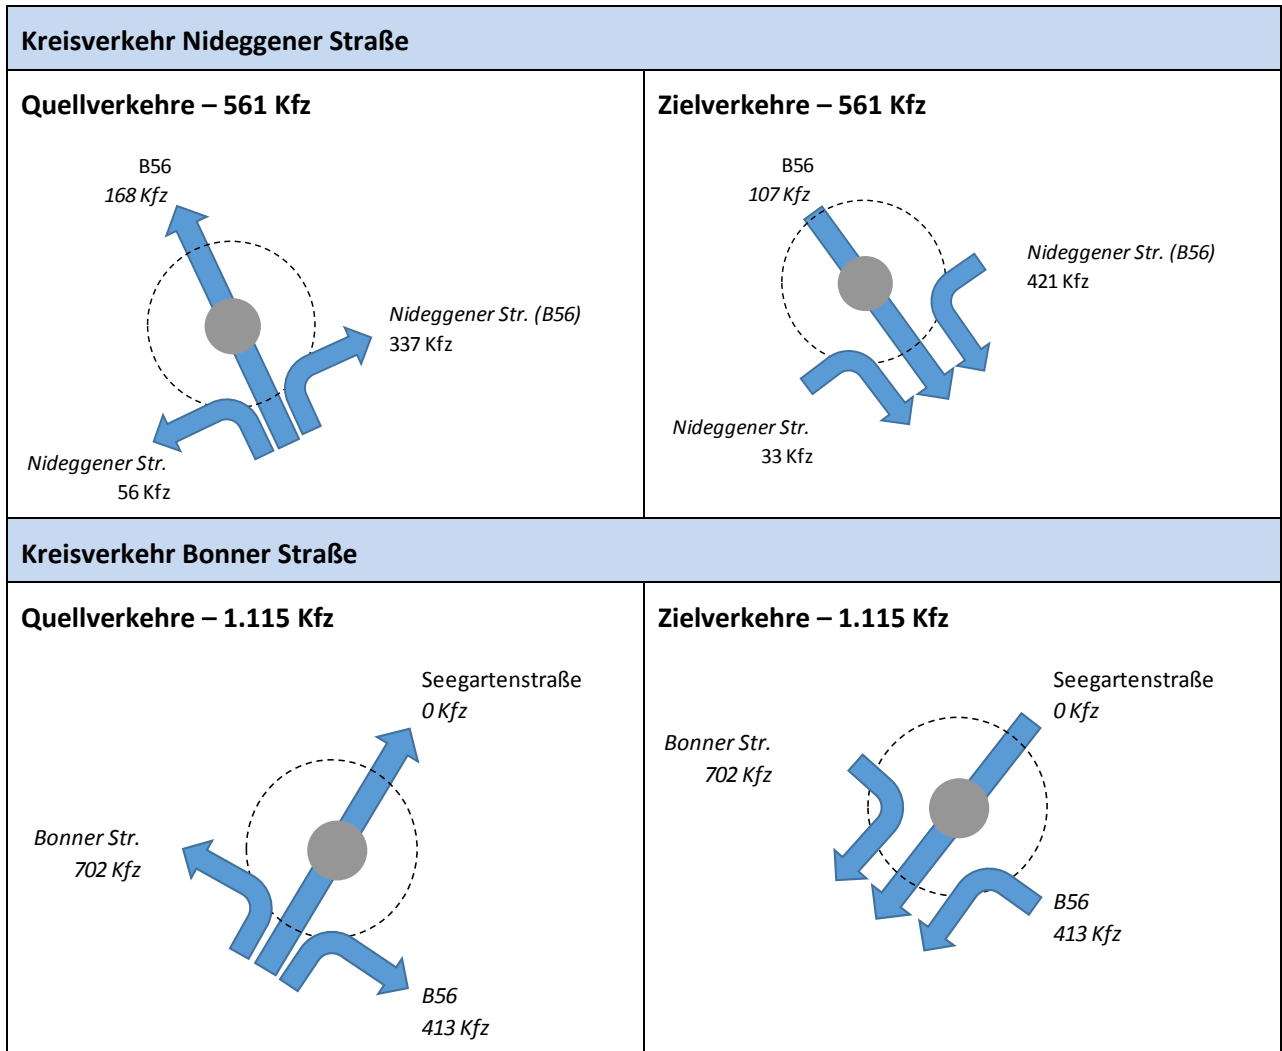 Kreisverkehr Nideggener Straße
Quellverkehre – 561 Kfz
B56
168 Kfz
Nideggener Str. (B56)
337 Kfz
Nideggener Str.
56 Kfz
Zielverkehre – 561 Kfz
B56
107 Kfz
Nideggener Str. (B56)
421 Kfz
Nideggener Str.
33 Kfz
Kreisverkehr Bonner Straße
Quellverkehre – 1.115 Kfz
Seegartenstraße
0 Kfz
Bonner Str.
702 Kfz
B56
413 Kfz
Zielverkehre – 1.115 Kfz
Seegartenstraße
0 Kfz
Bonner Str.
702 Kfz
B56
413 Kfz